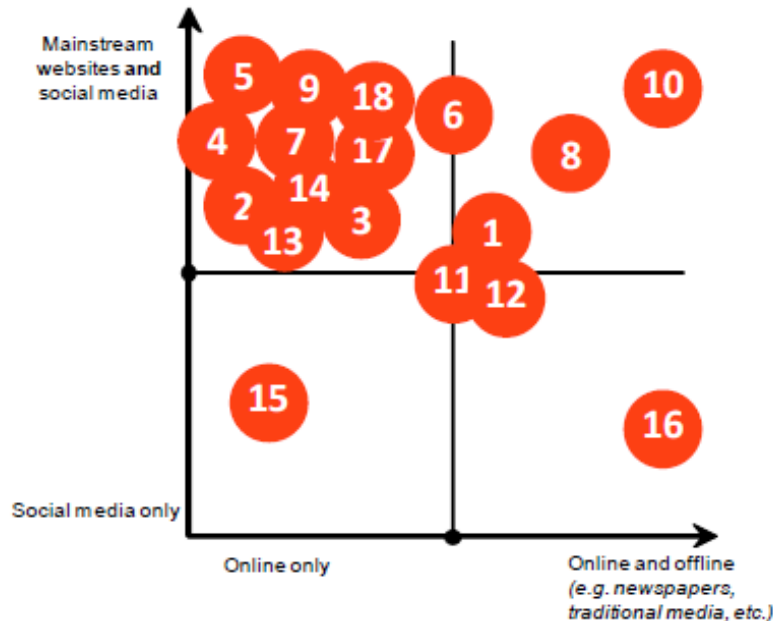 Mainstream
websites and
social media
5
9
18
10
6
4
7
17
8
14
2
3
13
1
11
12
15
16
Social media only
Online only
Online and offline
(e.g. newspapers,
traditional media, etc.)